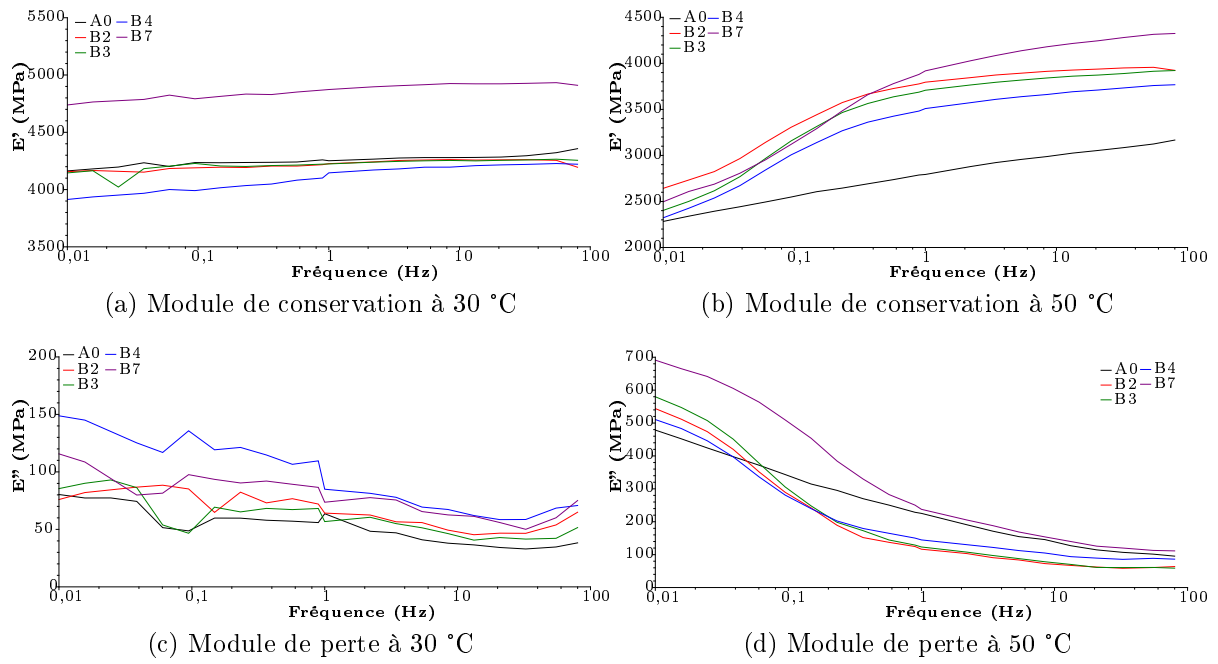 5500
5000
4500
4000
3500
E' (MPa)
A0 B4
B2 B7
B3
0,01 0,1 1 10 100
Fréquence (Hz)
(a) Module de conservation à 30 °C
4500
4000
3500
3000
2500
2000
E' (MPa)
A0 B4
B2 B7
B3
0,01 0,1 1 10 100
Fréquence (Hz)
(b) Module de conservation à 50 °C
200
150
100
50
0
E" (MPa)
A0 B4
B2 B7
B3
0,01 0,1 1 10 100
Fréquence (Hz)
(c) Module de perte à 30 °C
700
600
500
400
300
200
100
0
E" (MPa)
A0 B4
B2 B7
B3
0,01 0,1 1 10 100
Fréquence (Hz)
(d) Module de perte à 50 °C